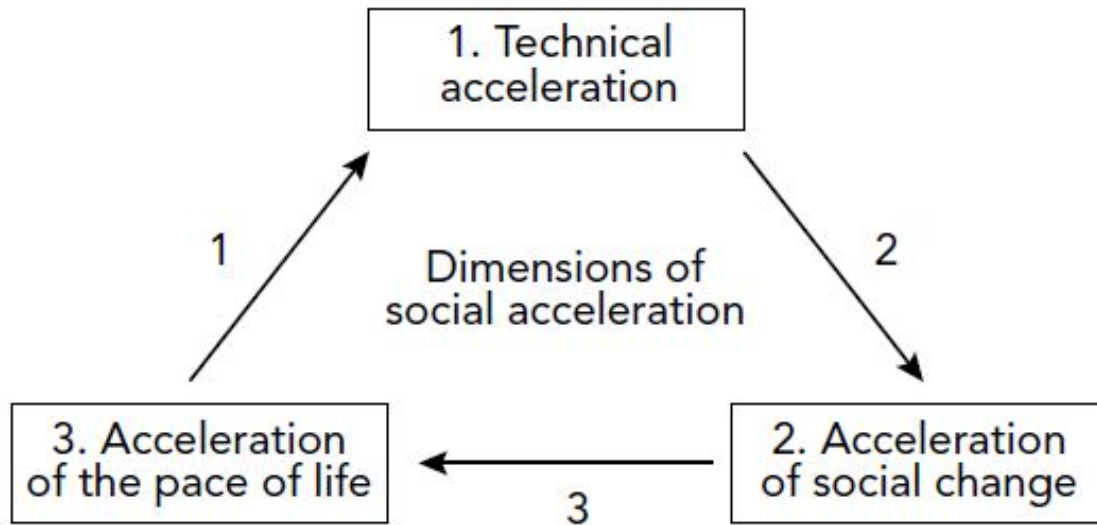 1. Technical
acceleration
1
2
Dimensions of
social acceleration
3. Acceleration
of the pace of life
2. Acceleration
of social change
3